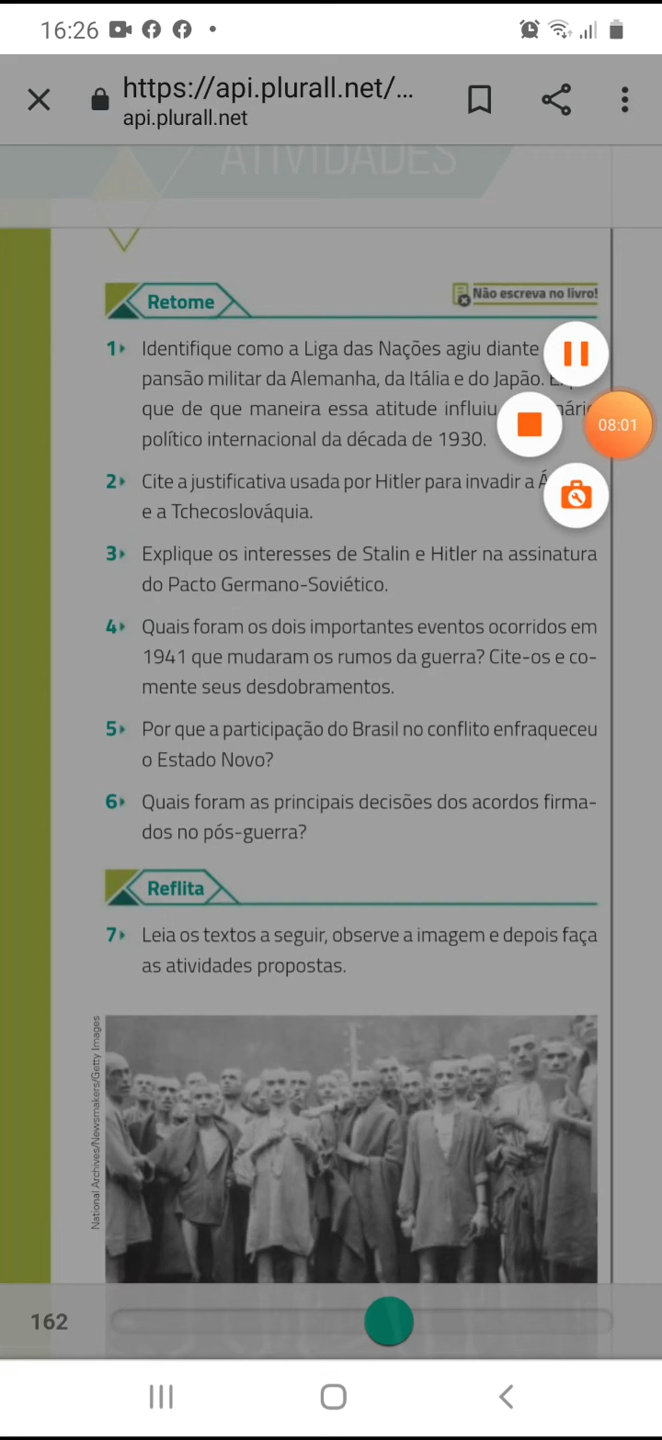 16:26
https://api.plurall.net/...
api.plurall.net
ATIVIDADES
Retome
Não escreva no livro!
1 Identifique como a Liga das Nações agiu diante
pansão militar da Alemanha, da Itália e do Japão.
que de que maneira essa atitude influiu
08:01
político internacional da década de 1930.
2 Cite a justificativa usada por Hitler para invadir a
e a Tchecoslováquia.
3 Explique os interesses de Stalin e Hitler na assinatura
do Pacto Germano-Soviético.
4 Quais foram os dois importantes eventos ocorridos em
1941 que mudaram os rumos da guerra? Cite-os e co-
mente seus desdobramentos.
5 Por que a participação do Brasil no conflito enfraqueceu
o Estado Novo?
6 Quais foram as principais decisões dos acordos firma-
dos no pós-guerra?
Reflita
7 Leia os textos a seguir, observe a imagem e depois faça
as atividades propostas.
National Archives/Newsmakers/Getty Images
162